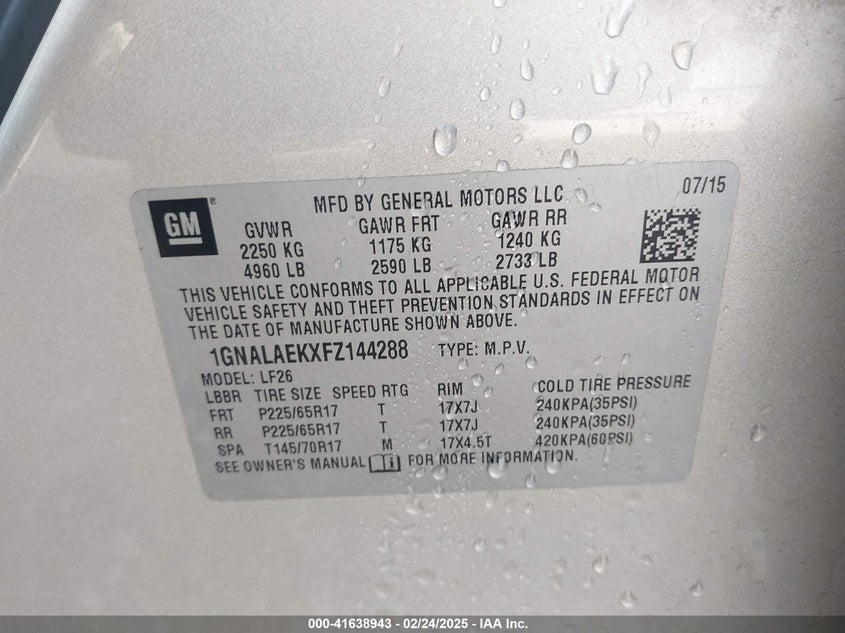 GM®
MFD BY GENERAL MOTORS LLC 07/15
GVWR GAWR FRT GAWR RR
2250 KG 1175 KG 1240 KG
4960 LB 2590 LB 2733 LB
THIS VEHICLE CONFORMS TO ALL APPLICABLE U.S. FEDERAL MOTOR
VEHICLE SAFETY AND THEFT PREVENTION STANDARDS IN EFFECT ON
THE DATE OF MANUFACTURE SHOWN ABOVE.
1GNALAEKXFZ144288 TYPE: M.P.V.
MODEL: LF26
LBBR TIRE SIZE SPEED RTG RIM COLD TIRE PRESSURE
FRT P225/65R17 T 17X7J 240KPA(35PSI)
RR P225/65R17 T 17X7J 240KPA(35PSI)
SPA T145/70R17 M 17X4.5T 420KPA(60PSI)
SEE OWNER'S MANUAL FOR MORE INFORMATION.
000-41638943 - 02/24/2025 - IAA Inc.